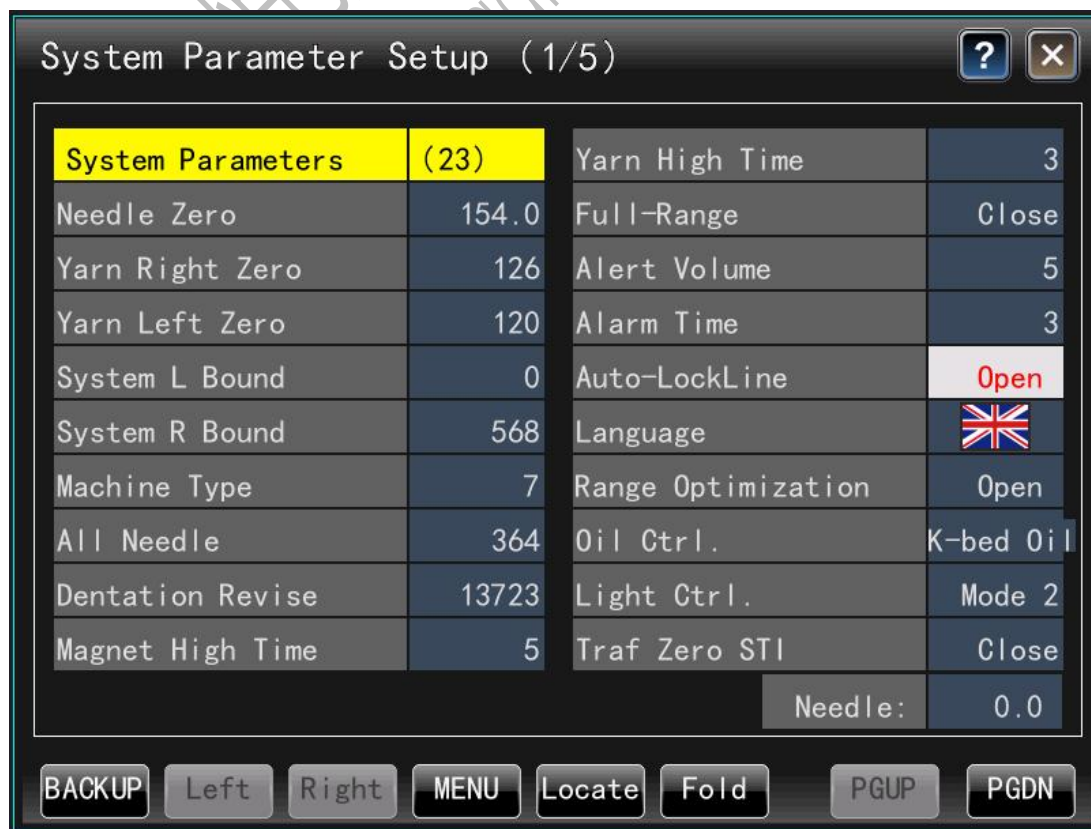 System Parameter Setup (1/5)
?
×
System Parameters (23)
Needle Zero 154.0
Yarn Right Zero 126
Yarn Left Zero 120
System L Bound 0
System R Bound 568
Machine Type 7
All Needle 364
Dentation Revise 13723
Magnet High Time 5
Yarn High Time 3
Full-Range Close
Alert Volume 5
Alarm Time 3
Auto-LockLine Open
Language
Range Optimization Open
Oil Ctrl. K-bed Oil
Light Ctrl. Mode 2
Traf Zero STI Close
Needle: 0.0
BACKUP Left Right MENU Locate Fold PGUP PGDN